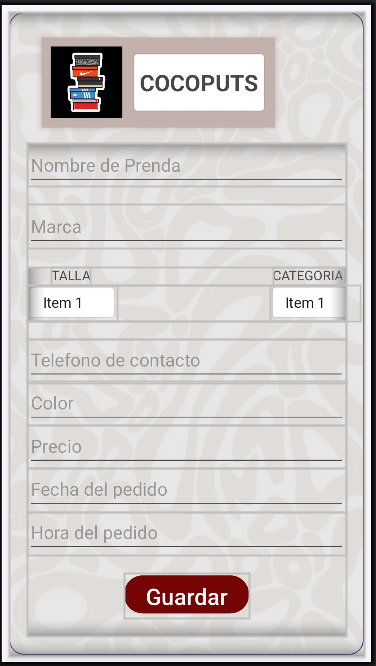 COCOPUTS
Nombre de Prenda
Marca
TALLA CATEGORIA
Item 1 Item 1
Telefono de contacto
Color
Precio
Fecha del pedido
Hora del pedido
Guardar